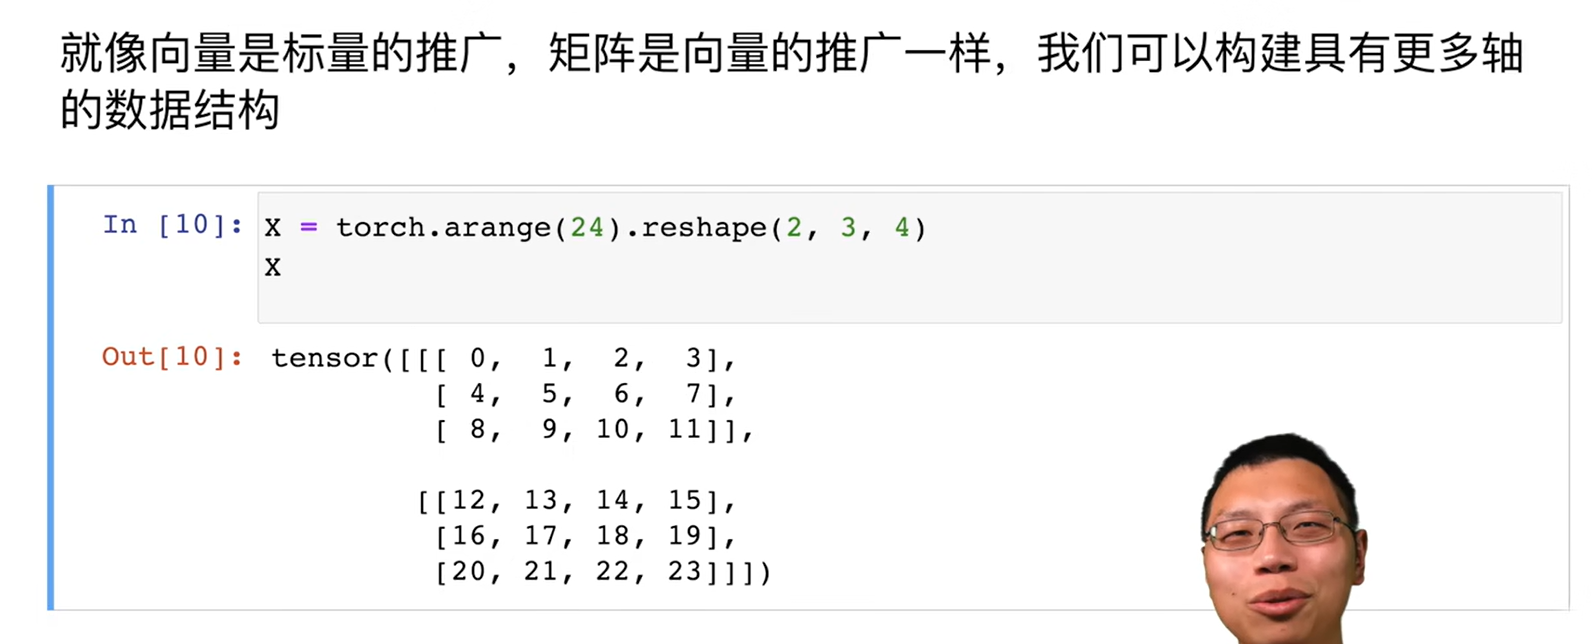 就像向量是标量的推广，矩阵是向量的推广一样，我们可以构建具有更多轴
的数据结构
In [10]: X = torch.arange(24).reshape(2, 3, 4)
X
Out[10]: tensor([[[ 0,  1,  2,  3],
[ 4,  5,  6,  7],
[ 8,  9, 10, 11]],
[[12, 13, 14, 15],
[16, 17, 18, 19],
[20, 21, 22, 23]]])